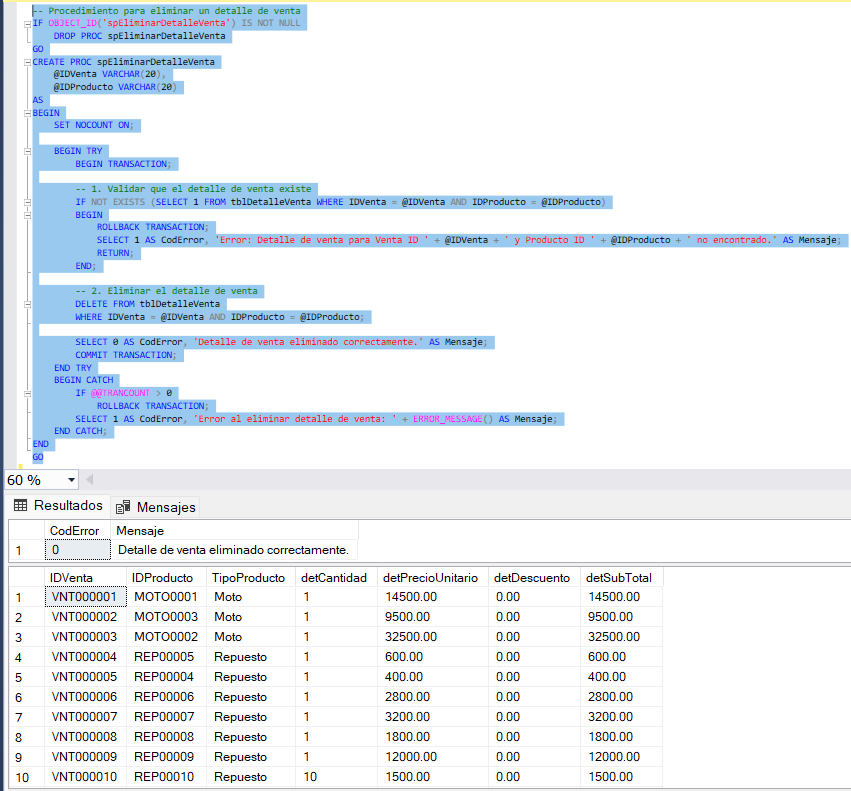 -- Procedimiento para eliminar un detalle de venta
IF OBJECT_ID('spEliminarDetalleVenta') IS NOT NULL
DROP PROC spEliminarDetalleVenta
GO
CREATE PROC spEliminarDetalleVenta
@IDVenta VARCHAR(20),
@IDProducto VARCHAR(20)
AS
BEGIN
SET NOCOUNT ON;
BEGIN TRY
BEGIN TRANSACTION;
-- 1. Validar que el detalle de venta existe
IF NOT EXISTS (SELECT 1 FROM tblDetalleVenta WHERE IDVenta = @IDVenta AND IDProducto = @IDProducto)
BEGIN
ROLLBACK TRANSACTION;
SELECT 1 AS CodError, 'Error: Detalle de venta para Venta ID ' + @IDVenta + ' y Producto ID ' + @IDProducto + ' no encontrado.' AS Mensaje;
RETURN;
END;
-- 2. Eliminar el detalle de venta
DELETE FROM tblDetalleVenta
WHERE IDVenta = @IDVenta AND IDProducto = @IDProducto;
SELECT 0 AS CodError, 'Detalle de venta eliminado correctamente.' AS Mensaje;
COMMIT TRANSACTION;
END TRY
BEGIN CATCH
IF @@TRANCOUNT > 0
ROLLBACK TRANSACTION;
SELECT 1 AS CodError, 'Error al eliminar detalle de venta: ' + ERROR_MESSAGE() AS Mensaje;
END CATCH;
END
GO
60 %
Resultados Mensajes
CodError Mensaje
1 0 Detalle de venta eliminado correctamente.
IDVenta IDProducto TipoProducto detCantidad detPrecioUnitario detDescuento detSubTotal
1 VNT000001 MOTO0001 Moto 1 14500.00 0.00 14500.00
2 VNT000002 MOTO0003 Moto 1 9500.00 0.00 9500.00
3 VNT000003 MOTO0002 Moto 1 32500.00 0.00 32500.00
4 VNT000004 REP00005 Repuesto 1 600.00 0.00 600.00
5 VNT000005 REP00004 Repuesto 1 400.00 0.00 400.00
6 VNT000006 REP00006 Repuesto 1 2800.00 0.00 2800.00
7 VNT000007 REP00007 Repuesto 1 3200.00 0.00 3200.00
8 VNT000008 REP00008 Repuesto 1 1800.00 0.00 1800.00
9 VNT000009 REP00009 Repuesto 1 12000.00 0.00 12000.00
10 VNT000010 REP00010 Repuesto 10 1500.00 0.00 1500.00